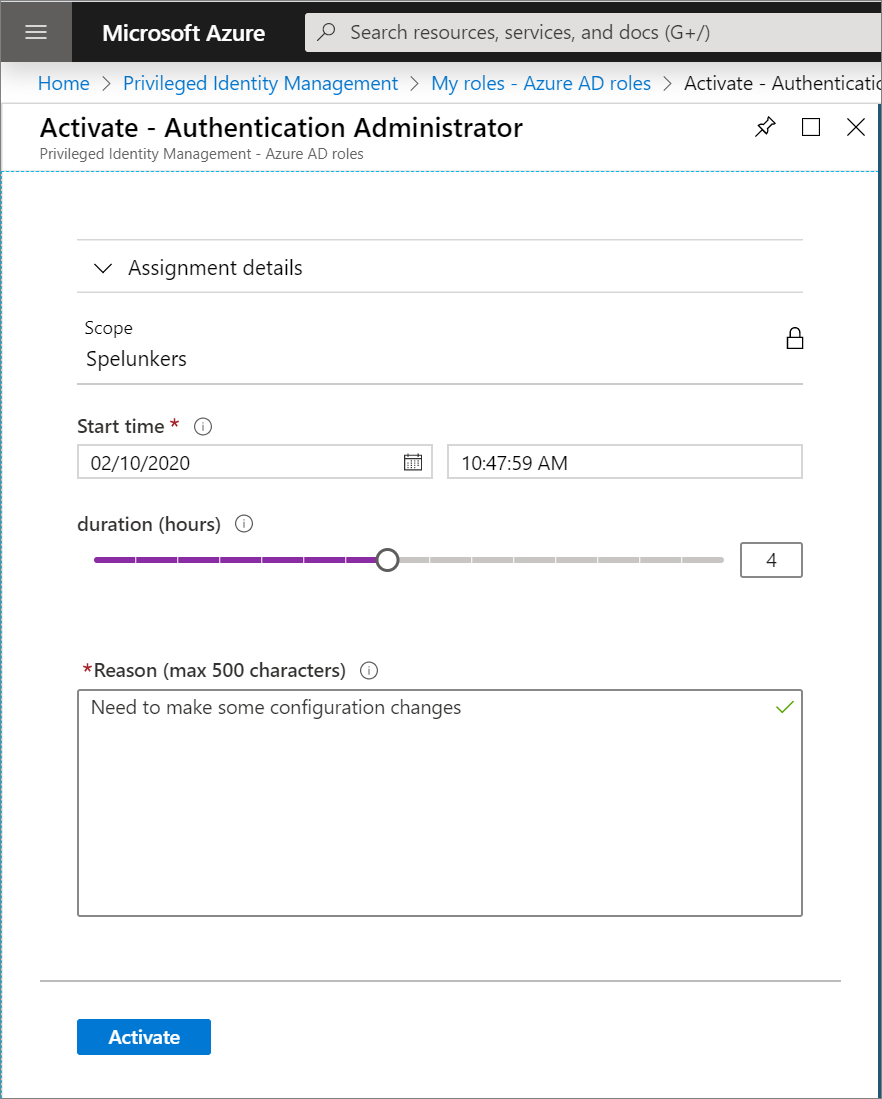 Microsoft Azure
Search resources, services, and docs (G+/)
Home > Privileged Identity Management > My roles - Azure AD roles > Activate - Authenticatio
Activate - Authentication Administrator
Privileged Identity Management - Azure AD roles
Assignment details
Scope
Spelunkers
Start time *
02/10/2020 10:47:59 AM
duration (hours)
4
*Reason (max 500 characters)
Need to make some configuration changes
Activate